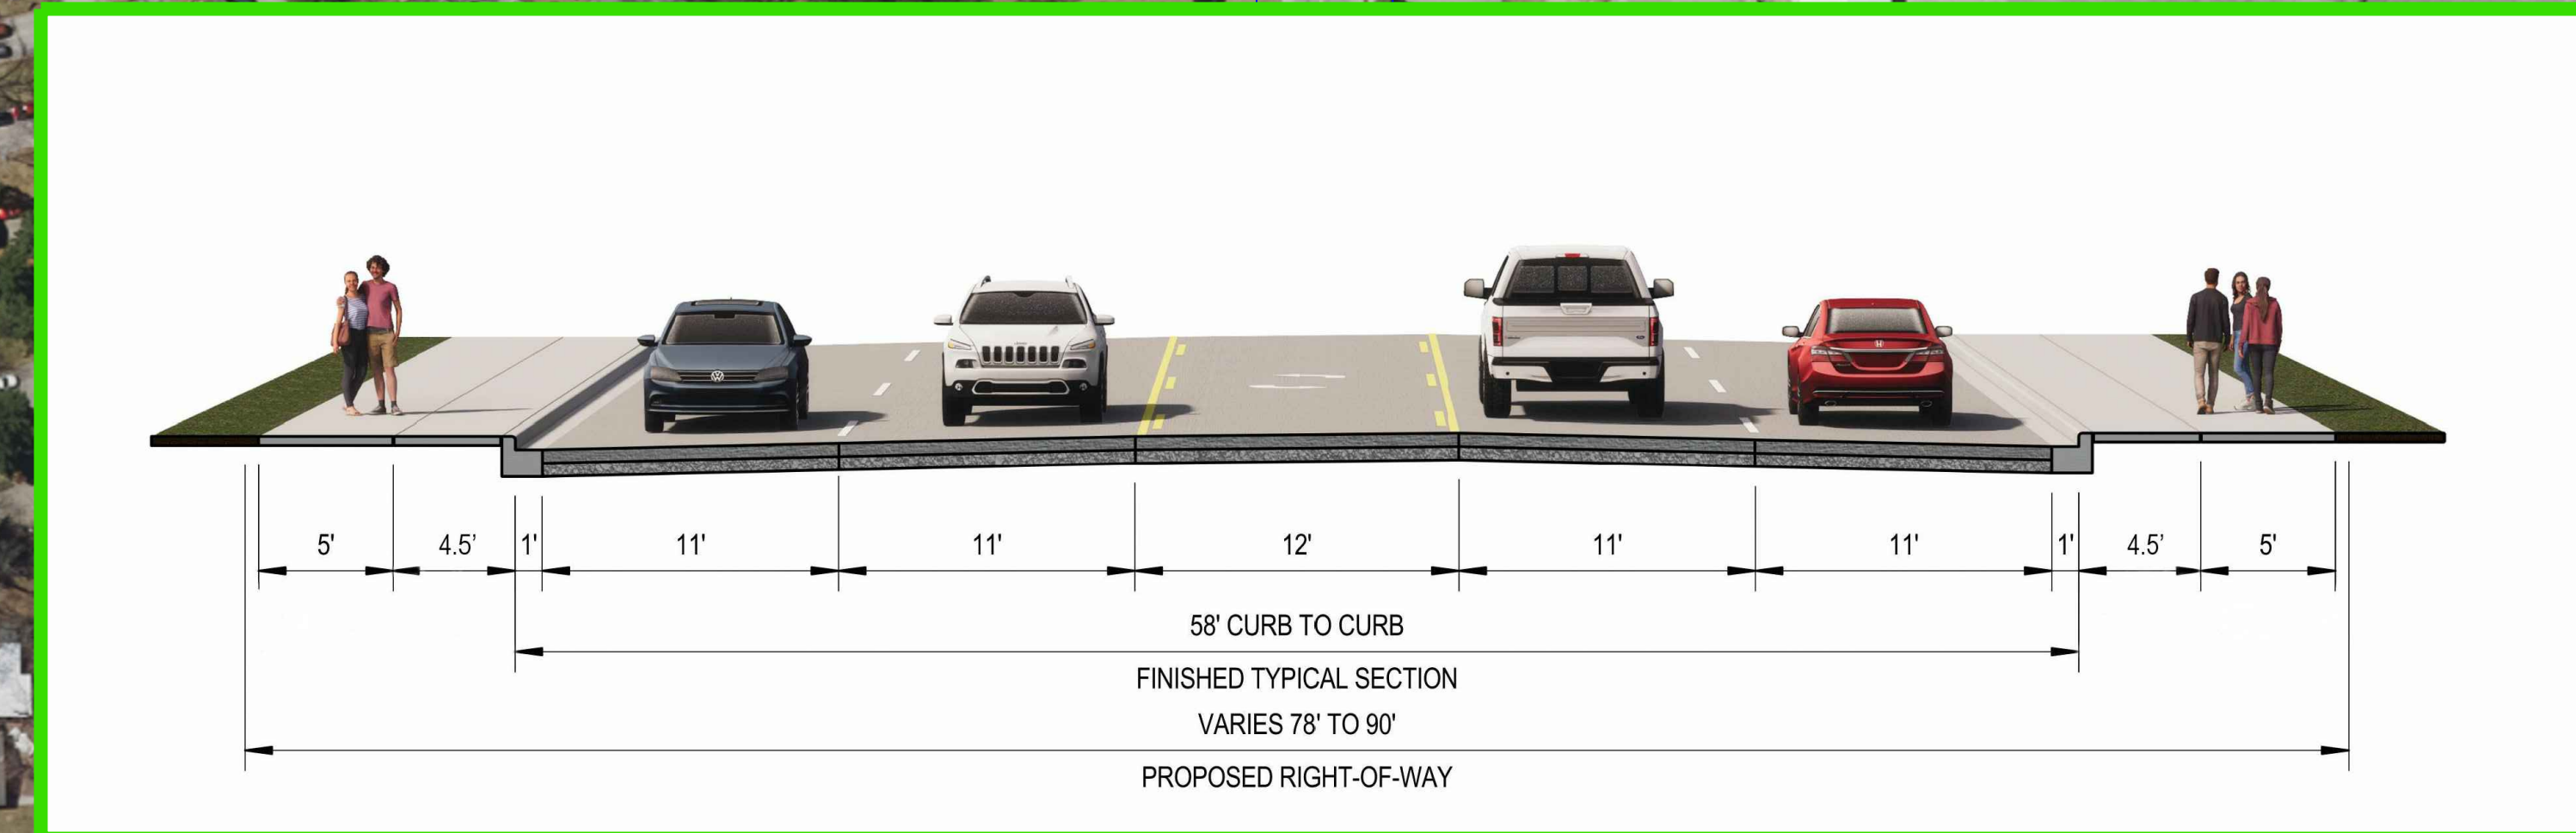 5' 4.5' 1' 11' 11' 12' 11' 11' 1' 4.5' 5'
58' CURB TO CURB
FINISHED TYPICAL SECTION
VARIES 78' TO 90'
PROPOSED RIGHT-OF-WAY